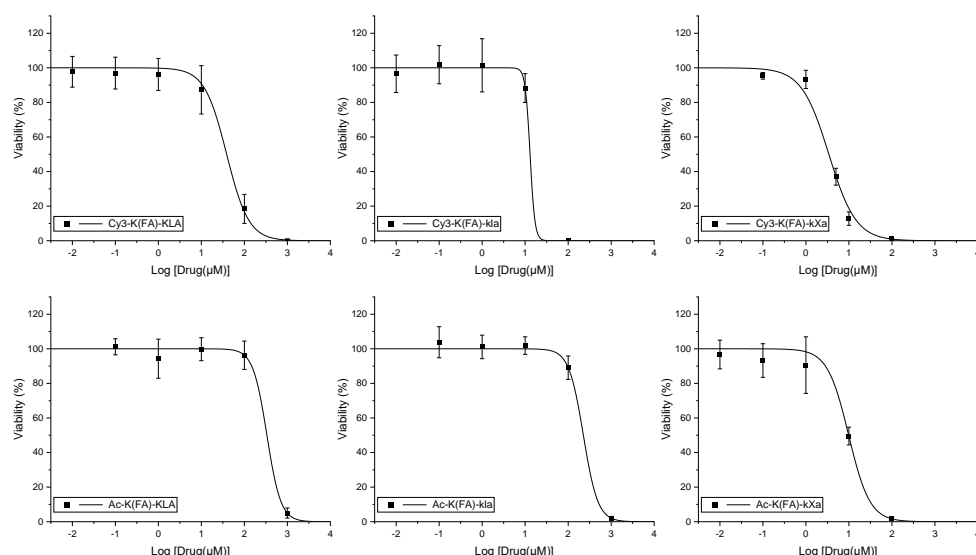 120
100
80
60
40
20
0
Viability (%)
Cy3-K(FA)-KLA
-2 -1 0 1 2 3 4
Log [Drug(µM)]
120
100
80
60
40
20
0
Viability (%)
Cy3-K(FA)-kla
-2 -1 0 1 2 3 4
Log [Drug(µM)]
120
100
80
60
40
20
0
Viability (%)
Cy3-K(FA)-kXa
-2 -1 0 1 2 3 4
Log [Drug(µM)]
120
100
80
60
40
20
0
Viability (%)
Ac-K(FA)-KLA
-2 -1 0 1 2 3 4
Log [Drug(µM)]
120
100
80
60
40
20
0
Viability (%)
Ac-K(FA)-kla
-2 -1 0 1 2 3 4
Log [Drug(µM)]
120
100
80
60
40
20
0
Viability (%)
Ac-K(FA)-kXa
-2 -1 0 1 2 3 4
Log [Drug(µM)]